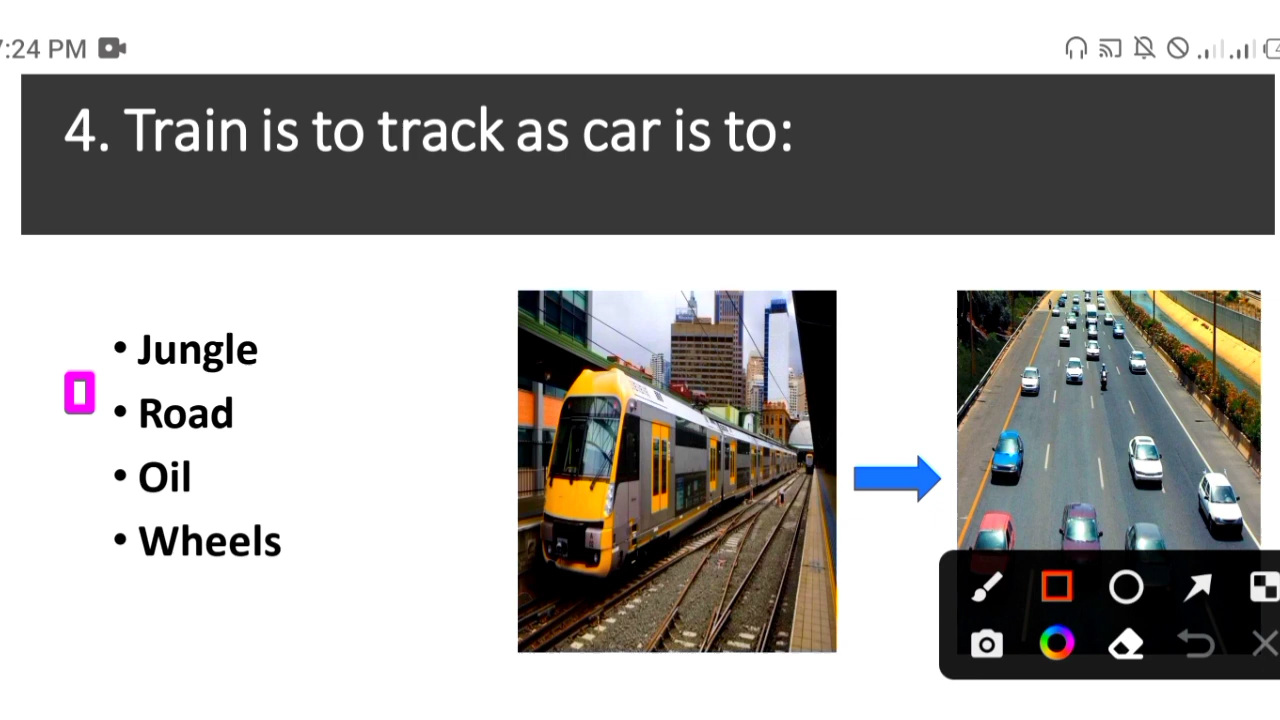 :24 PM
4. Train is to track as car is to:
• Jungle
• Road
• Oil
• Wheels